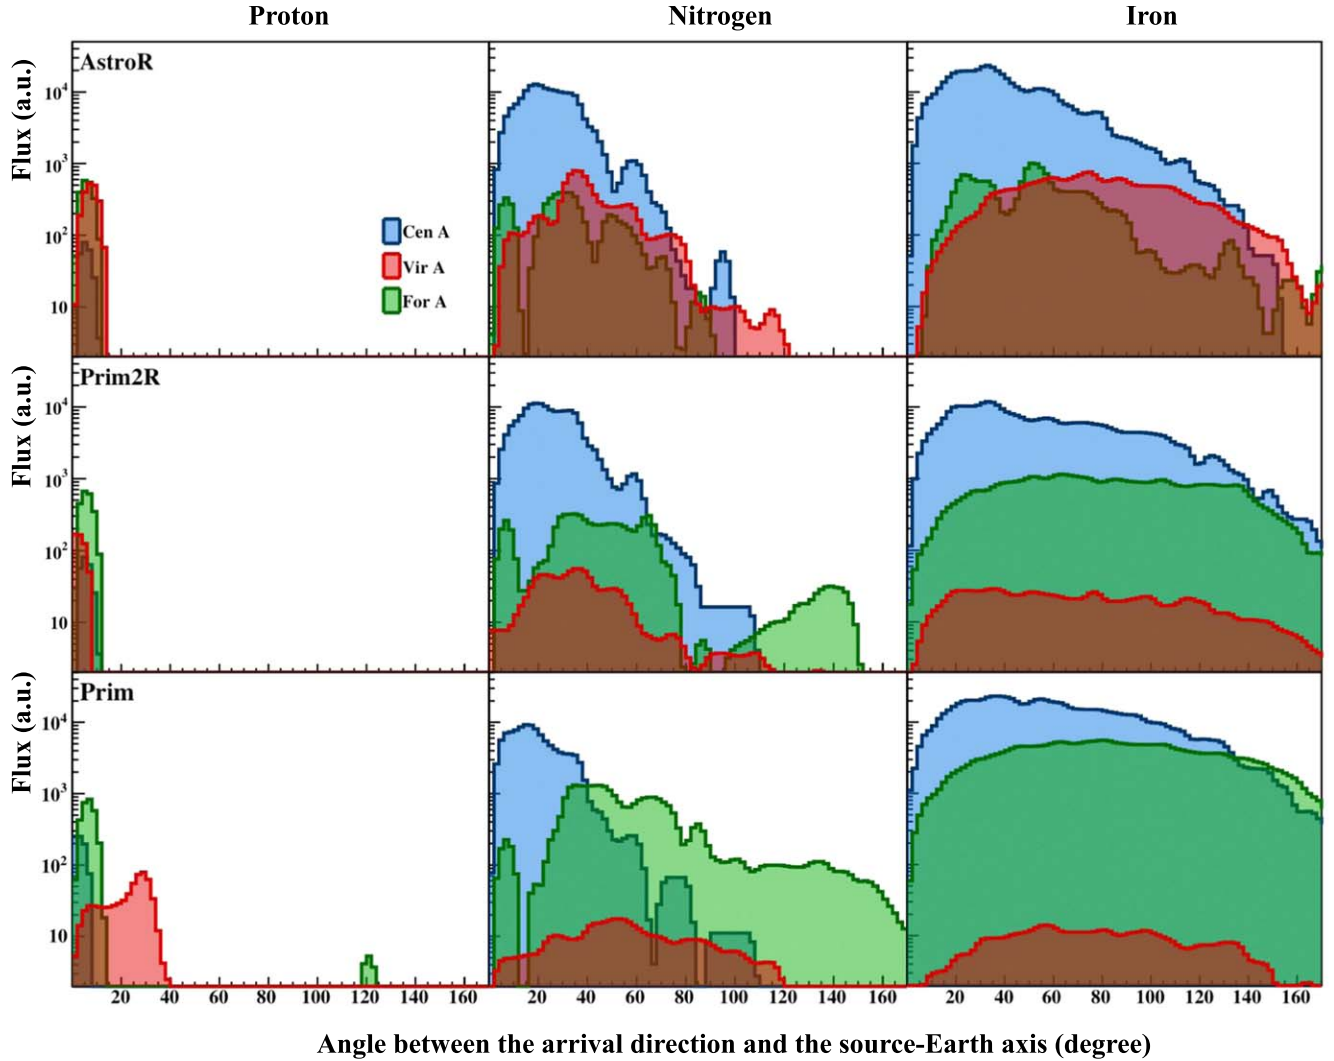 Proton Nitrogen Iron
AstroR
Flux (a.u.)
10⁴
10³
10²
10
Cen A
Vir A
For A
Prim2R
Flux (a.u.)
10⁴
10³
10²
10
Prim
Flux (a.u.)
10⁴
10³
10²
10
20 40 60 80 100 120 140 160 20 40 60 80 100 120 140 160 20 40 60 80 100 120 140 160
Angle between the arrival direction and the source-Earth axis (degree)